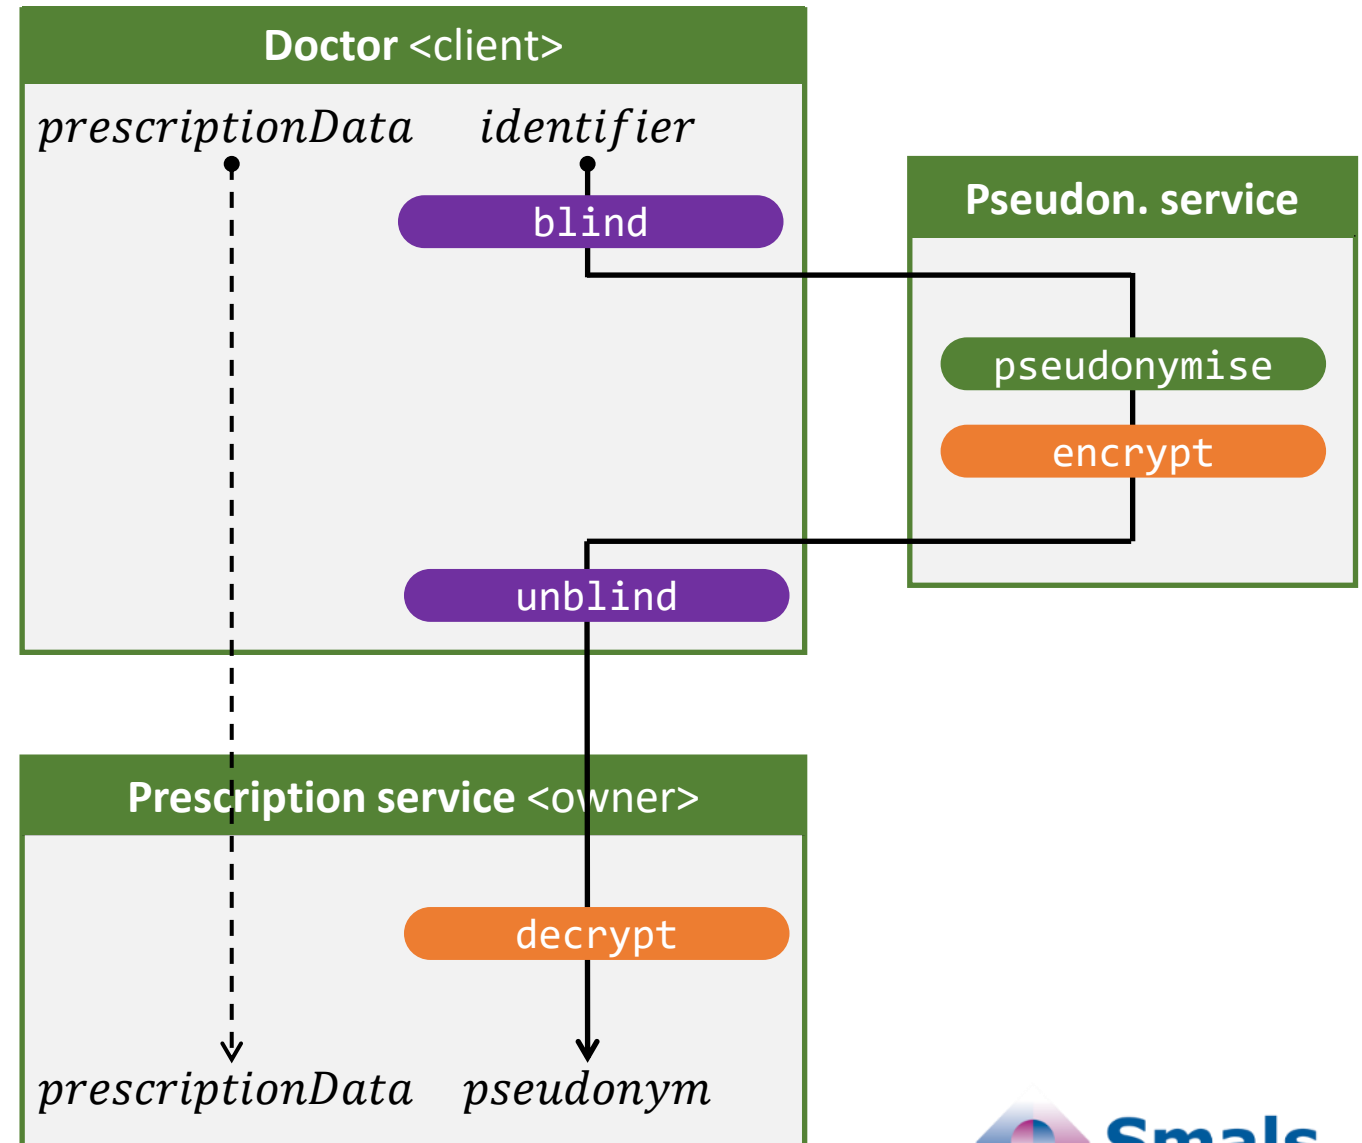 Doctor <client>
prescriptionData identifier
blind
Pseudon. service
pseudonymise
encrypt
unblind
Prescription service <owner>
decrypt
prescriptionData pseudonym
Smals